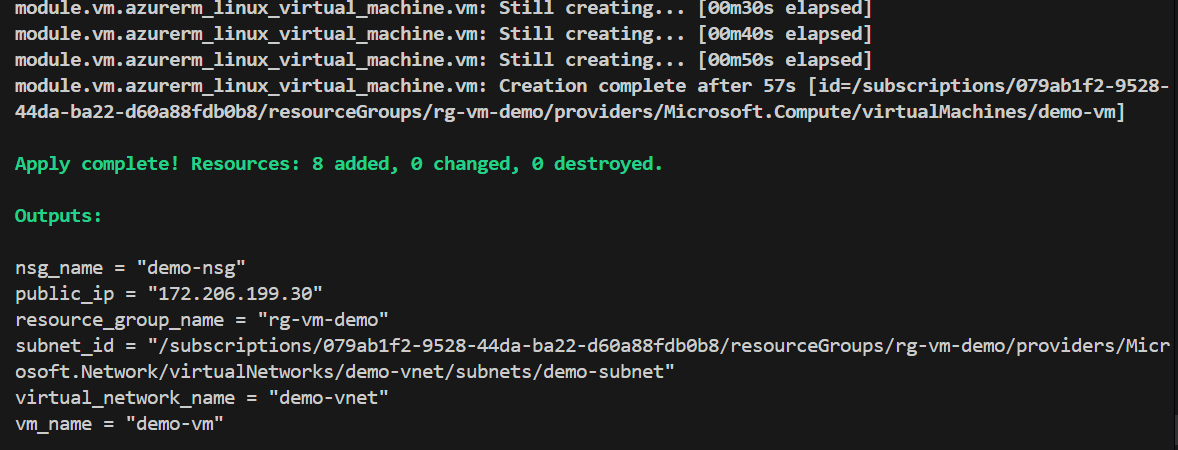 module.vm.azurerm_linux_virtual_machine.vm: Still creating... [00m30s elapsed]
module.vm.azurerm_linux_virtual_machine.vm: Still creating... [00m40s elapsed]
module.vm.azurerm_linux_virtual_machine.vm: Still creating... [00m50s elapsed]
module.vm.azurerm_linux_virtual_machine.vm: Creation complete after 57s [id=/subscriptions/079ab1f2-9528-
44da-ba22-d60a88fdb0b8/resourceGroups/rg-vm-demo/providers/Microsoft.Compute/virtualMachines/demo-vm]
Apply complete! Resources: 8 added, 0 changed, 0 destroyed.
Outputs:
nsg_name = "demo-nsg"
public_ip = "172.206.199.30"
resource_group_name = "rg-vm-demo"
subnet_id = "/subscriptions/079ab1f2-9528-44da-ba22-d60a88fdb0b8/resourceGroups/rg-vm-demo/providers/Micr
osoft.Network/virtualNetworks/demo-vnet/subnets/demo-subnet"
virtual_network_name = "demo-vnet"
vm_name = "demo-vm"